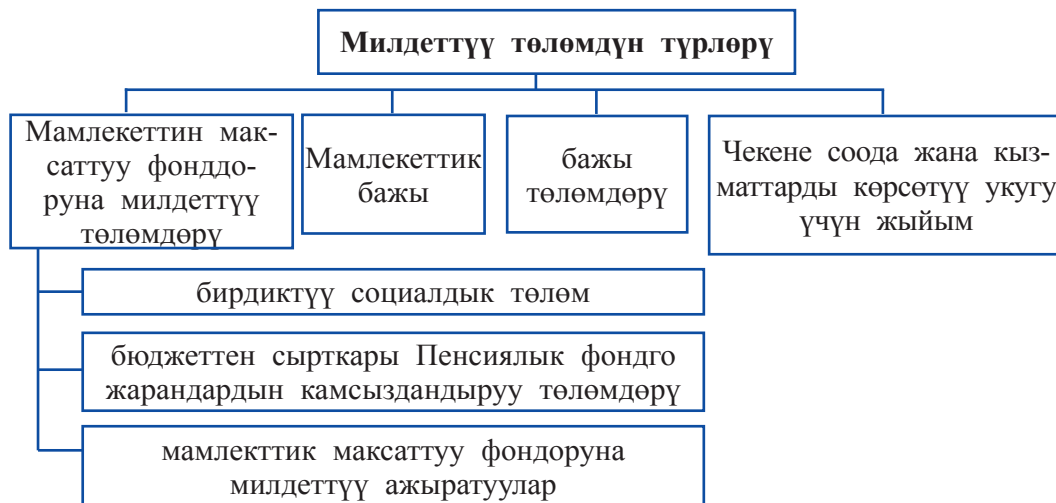 Милдеттүү төлөмдүн түрлөрү
Мамлекеттин мак-
саттуу фонддо-
руна милдеттүү
төлөмдөрү
Мамлекеттик
бажы
бажы
төлөмдөрү
Чекене соода жана кыз-
маттарды көрсөтүү укугу
үчүн жыйым
бирдиктүү социалдык төлөм
бюджеттен сырткары Пенсиялык фондго
жарандардын камсыздандыруу төлөмдөрү
мамлекттик максаттуу фондоруна
милдеттүү ажыратуулар